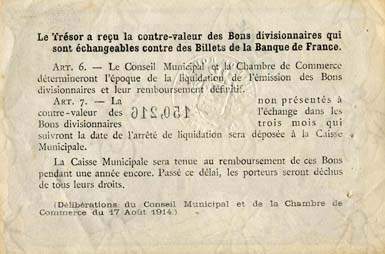 Le Trésor a reçu la contre-valeur des Bons divisionnaires qui
sont échangeables contre des Billets de la Banque de France.
ART. 6. — Le Conseil Municipal et la Chambre de Commerce
détermineront l'époque de la liquidation de l'émission des Bons
divisionnaires et leur remboursement définitif.
ART. 7. — La contre-valeur des Bons divisionnaires non présentés à
l'échange dans les trois mois qui
suivront la date de l'arrêté de liquidation sera déposée à la Caisse
Municipale.
150,216
La Caisse Municipale sera tenue au remboursement de ces Bons
pendant une année encore. Passé ce délai, les porteurs seront déchus
de tous leurs droits.
(Délibérations du Conseil Municipal et de la Chambre de
Commerce du 17 Août 1914.)